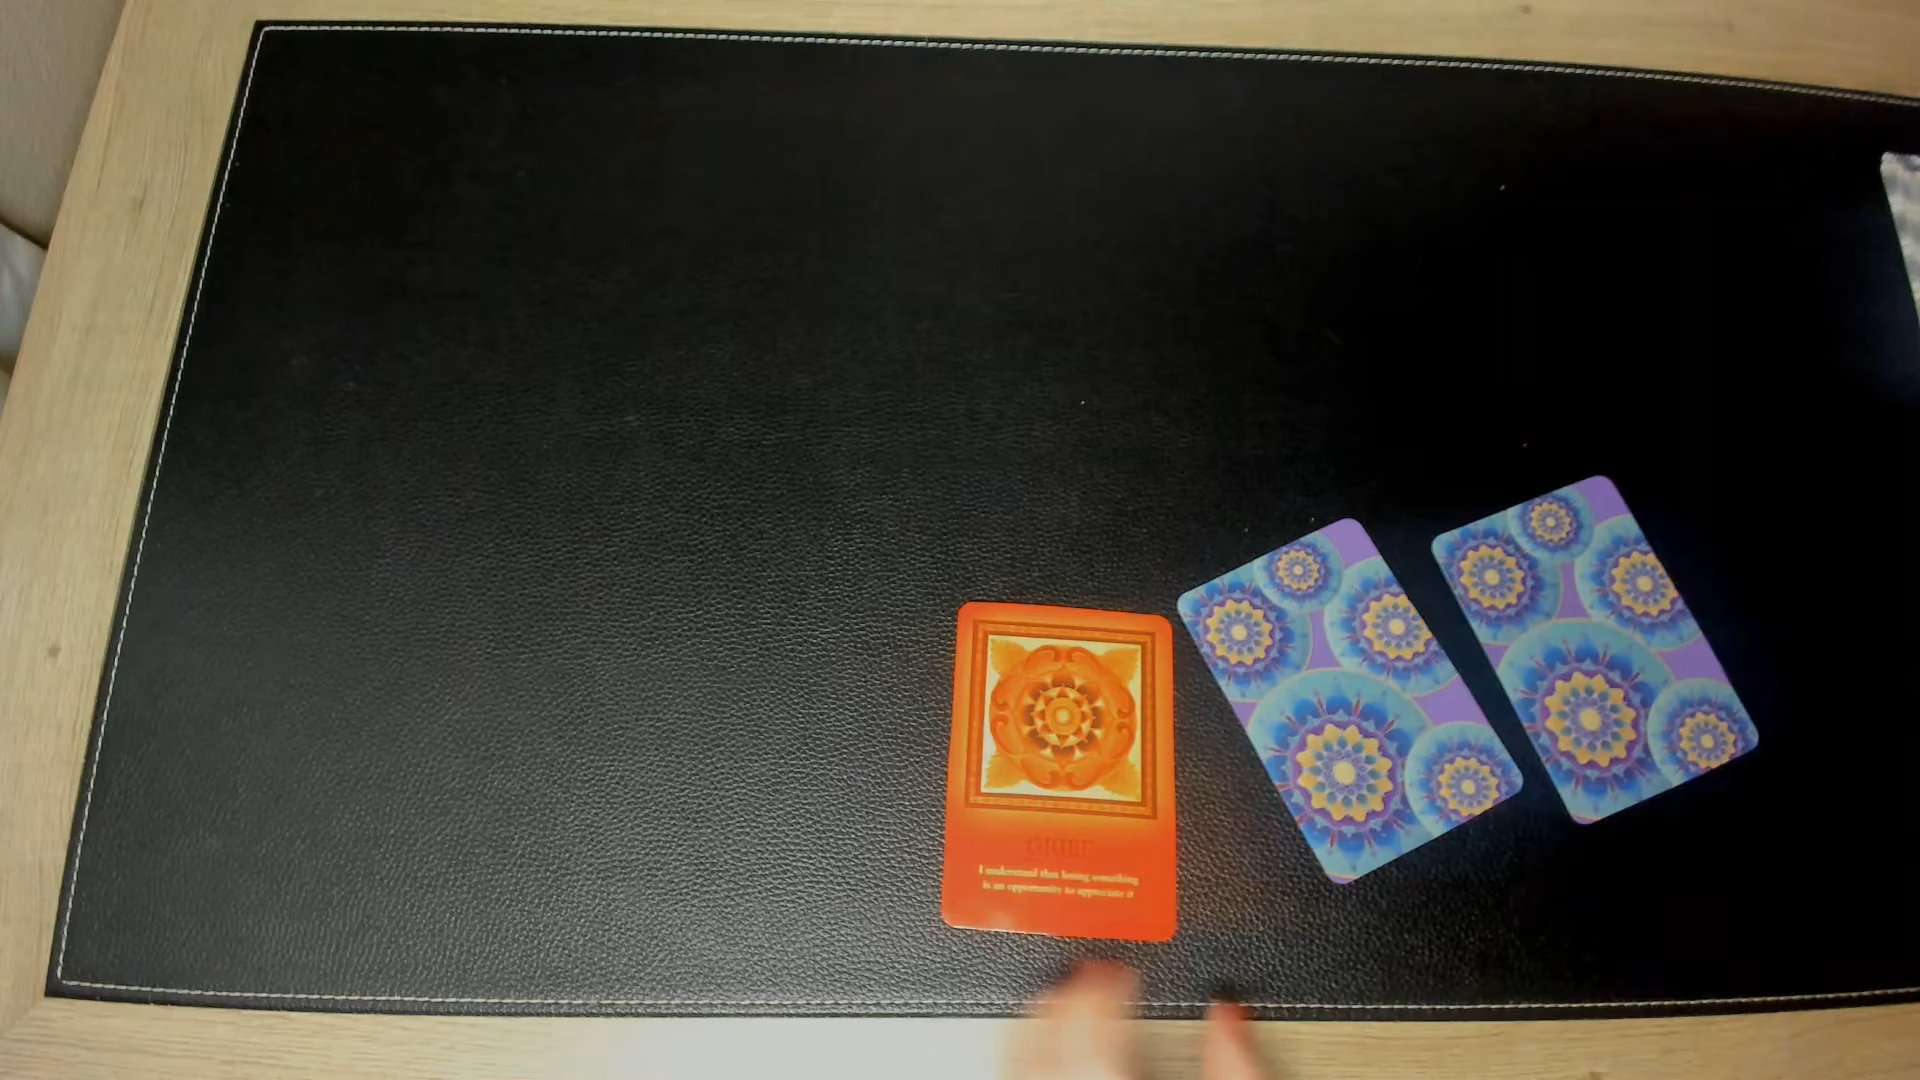 GRIEF
I understand that losing something
is an opportunity to appreciate it